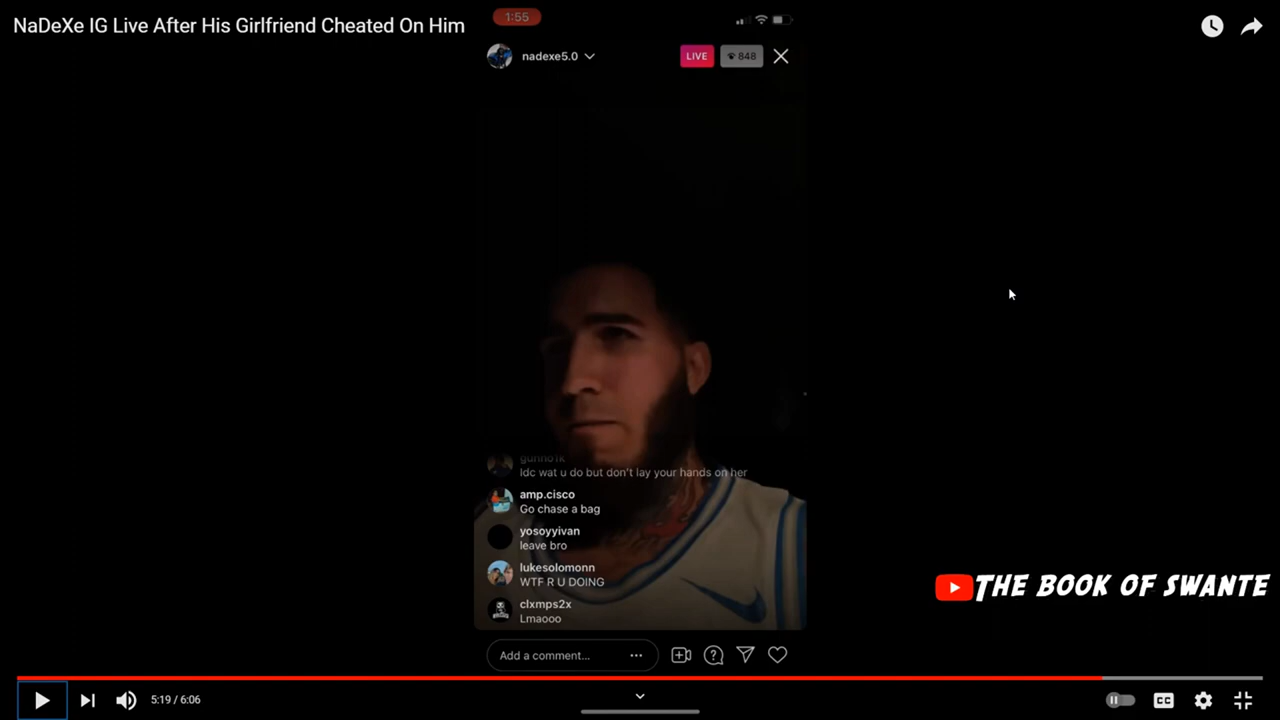 NaDeXe IG Live After His Girlfriend Cheated On Him
1:55
nadexe5.0
LIVE
848
gunno1k
Idc wat u do but don't lay your hands on her
amp.cisco
Go chase a bag
yosoyyivan
leave bro
lukesolomonn
WTF R U DOING
clxmps2x
Lmaooo
THE BOOK OF SWANTE
Add a comment...
5:19 / 6:06
CC